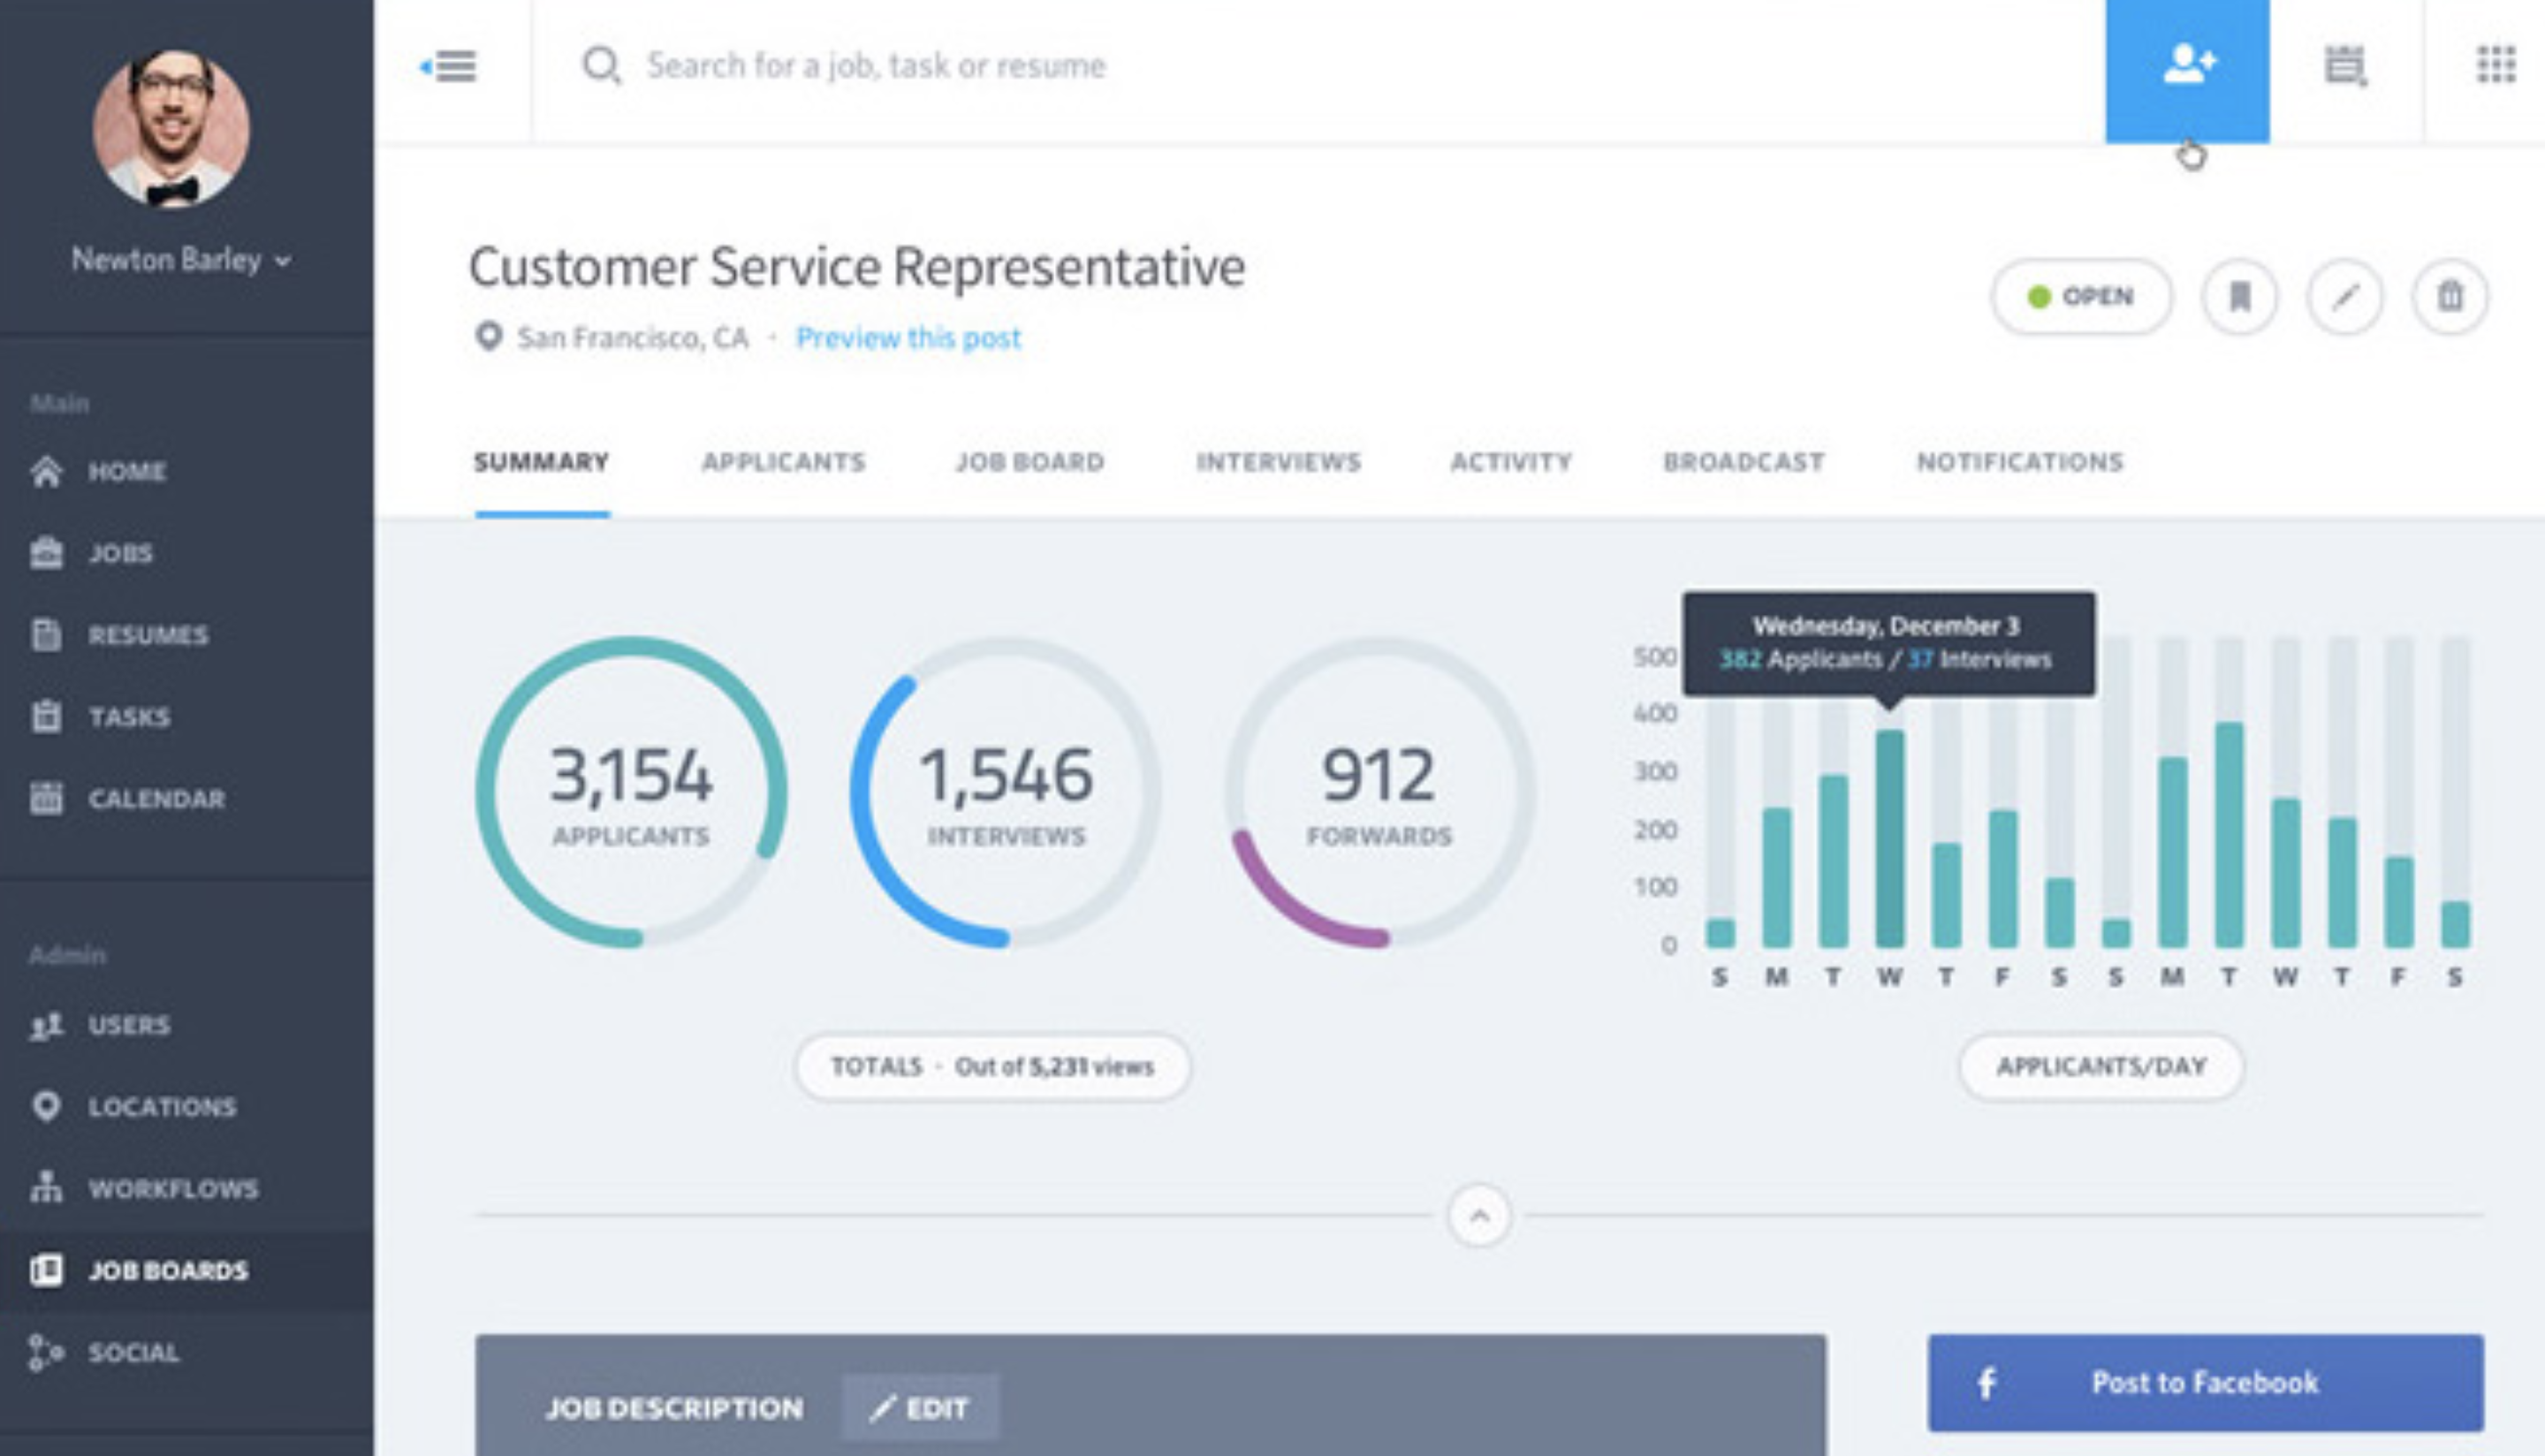 Newton Barley
Main
HOME
JOBS
RESUMES
TASKS
CALENDAR
Admin
USERS
LOCATIONS
WORKFLOWS
JOB BOARDS
SOCIAL
Search for a job, task or resume
Customer Service Representative
San Francisco, CA · Preview this post
OPEN
SUMMARY APPLICANTS JOB BOARD INTERVIEWS ACTIVITY BROADCAST NOTIFICATIONS
3,154
APPLICANTS
1,546
INTERVIEWS
912
FORWARDS
TOTALS · Out of 5,231 views
Wednesday, December 3
382 Applicants / 37 Interviews
500
400
300
200
100
0
S M T W T F S S M T W T F S
APPLICANTS/DAY
JOB DESCRIPTION EDIT
f Post to Facebook